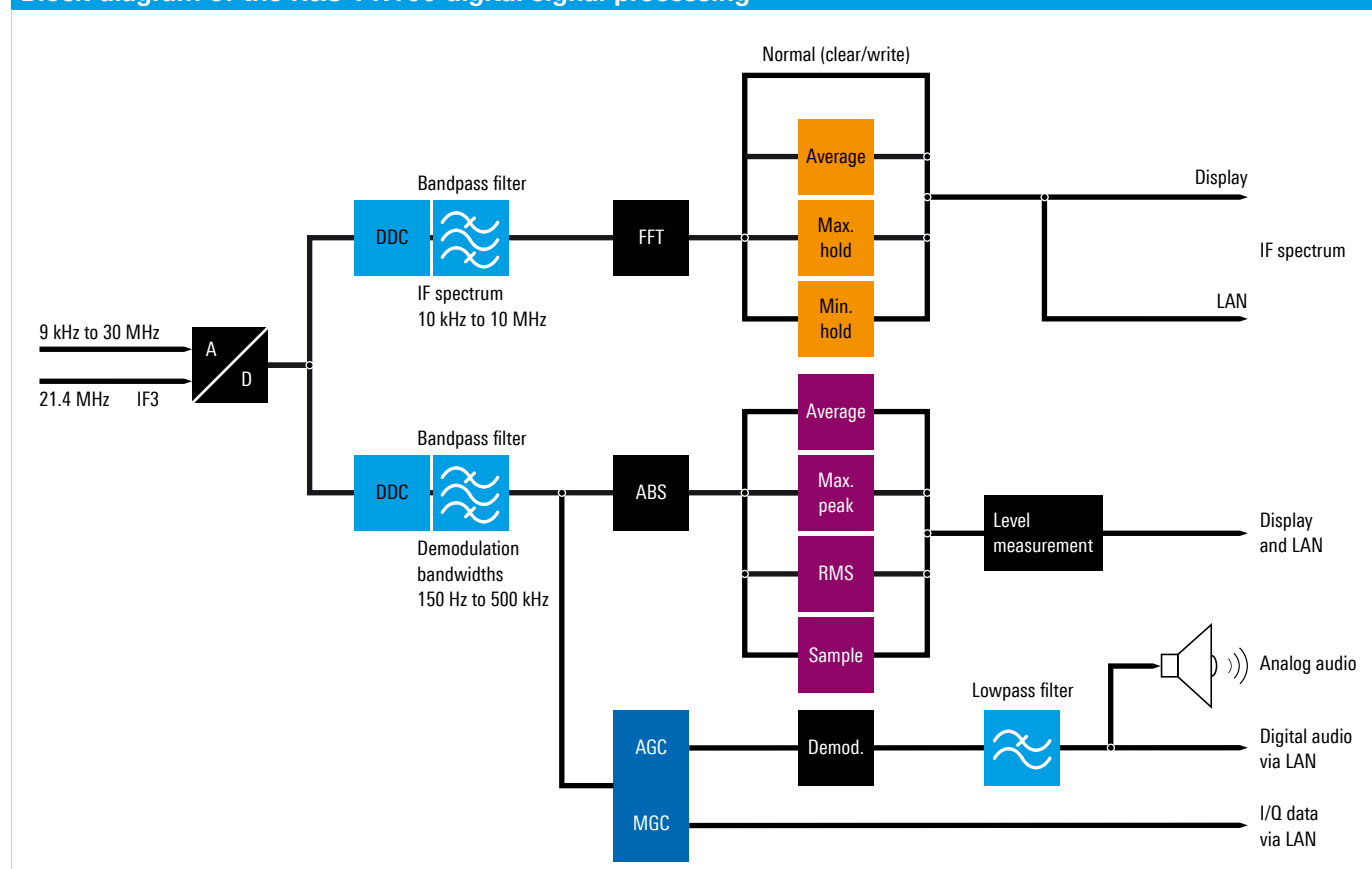 Normal (clear/write)
Average
Bandpass filter
Display
DDC
FFT
Max.
hold
IF spectrum
IF spectrum
10 kHz to 10 MHz
Min.
hold
LAN
9 kHz to 30 MHz
A
D
21.4 MHz IF3
Average
Bandpass filter
DDC
ABS
Max.
peak
Level
measurement
Display
and LAN
Demodulation
bandwidths
150 Hz to 500 kHz
RMS
Sample
Analog audio
Lowpass filter
AGC
Demod.
Digital audio
via LAN
MGC
I/Q data
via LAN